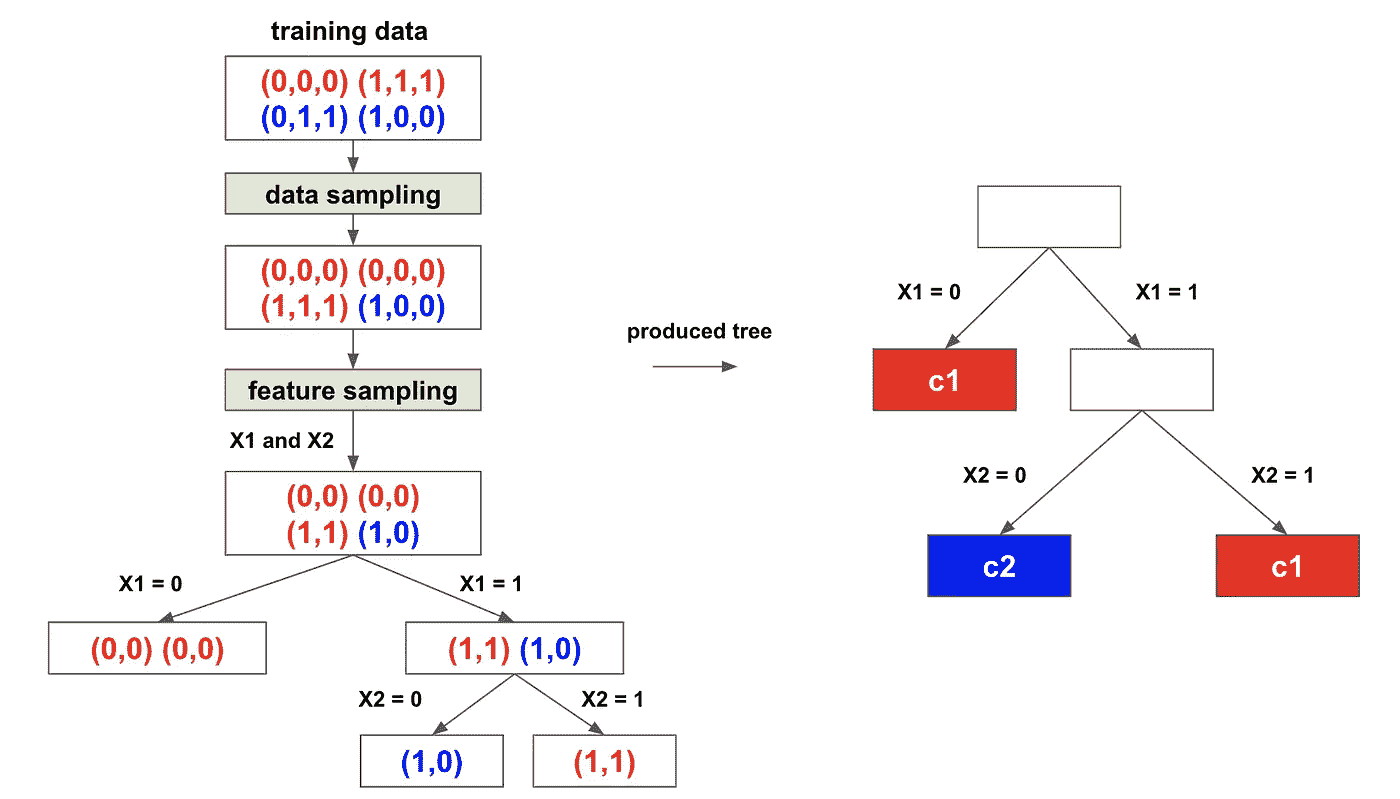 training data
(0,0,0) (1,1,1)
(0,1,1) (1,0,0)
data sampling
(0,0,0) (0,0,0)
(1,1,1) (1,0,0)
feature sampling
X1 and X2
(0,0) (0,0)
(1,1) (1,0)
X1 = 0
X1 = 1
(0,0) (0,0)
(1,1) (1,0)
X2 = 0
X2 = 1
(1,0)
(1,1)
produced tree
X1 = 0
X1 = 1
c1
X2 = 0
X2 = 1
c2
c1